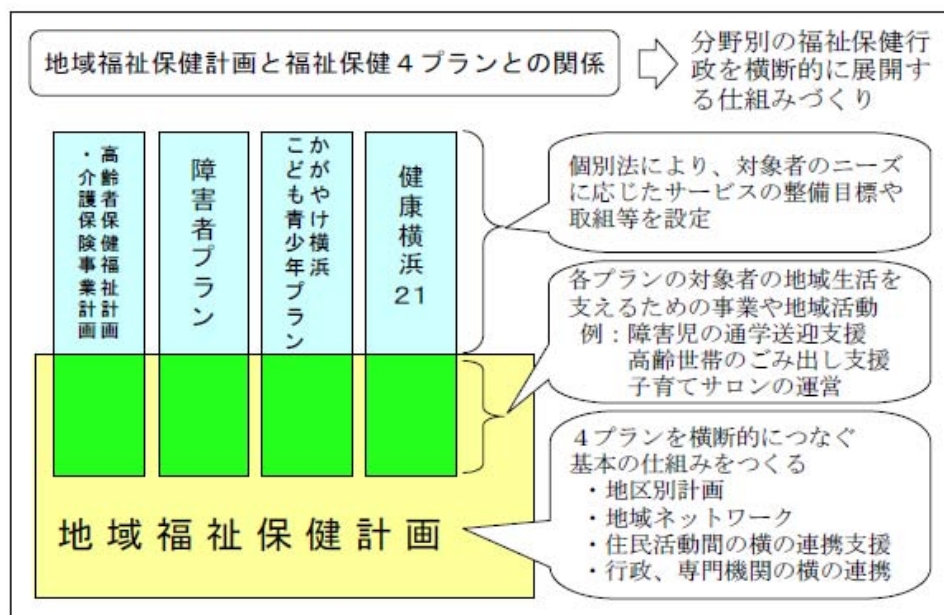 地域福祉保健計画と福祉保健4プランとの関係
分野別の福祉保健行
政を横断的に展開す
る仕組みづくり
高齢者保健福祉計画
・介護保険事業計画
障害者プラン
かがやけ横浜
こども青少年プラン
健康横浜21
個別法により、対象者のニーズ
に応じたサービスの整備目標や
取組等を設定
各プランの対象者の地域生活を
支えるための事業や地域活動
例：障害児の通学送迎支援
高齢世帯のごみ出し支援
子育てサロンの運営
4プランを横断的につなぐ
基本の仕組みをつくる
・地区別計画
・地域ネットワーク
・住民活動間の横の連携支援
・行政、専門機関の横の連携
地域福祉保健計画